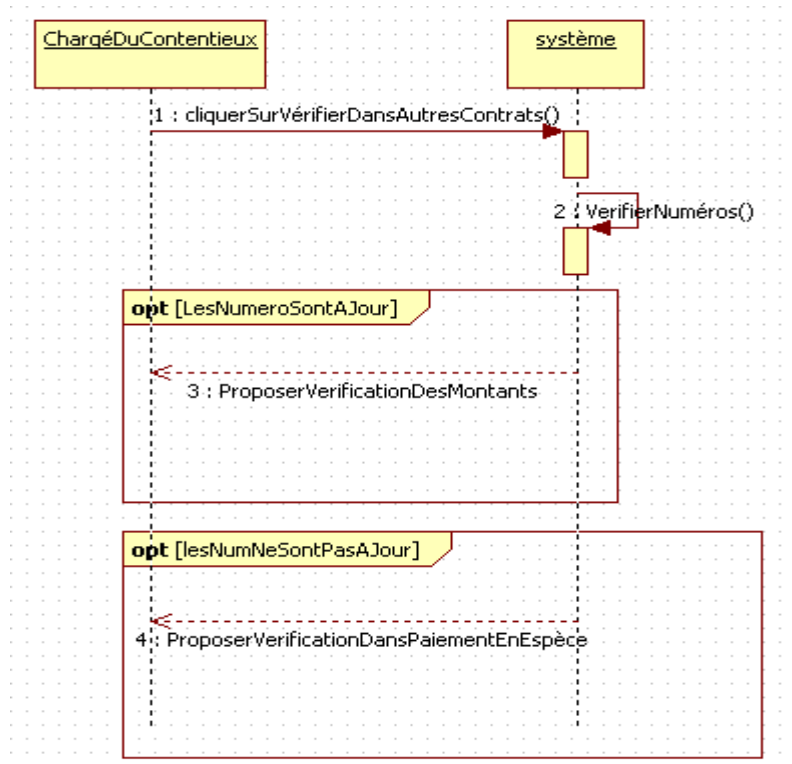 ChargéDuContentieux
système
1 : cliquerSurVérifierDansAutresContrats()
2 : VerifierNuméros()
opt [LesNumeroSontAJour]
3 : ProposerVerificationDesMontants
opt [lesNumNeSontPasAJour]
4 : ProposerVerificationDansPaiementEnEspèce